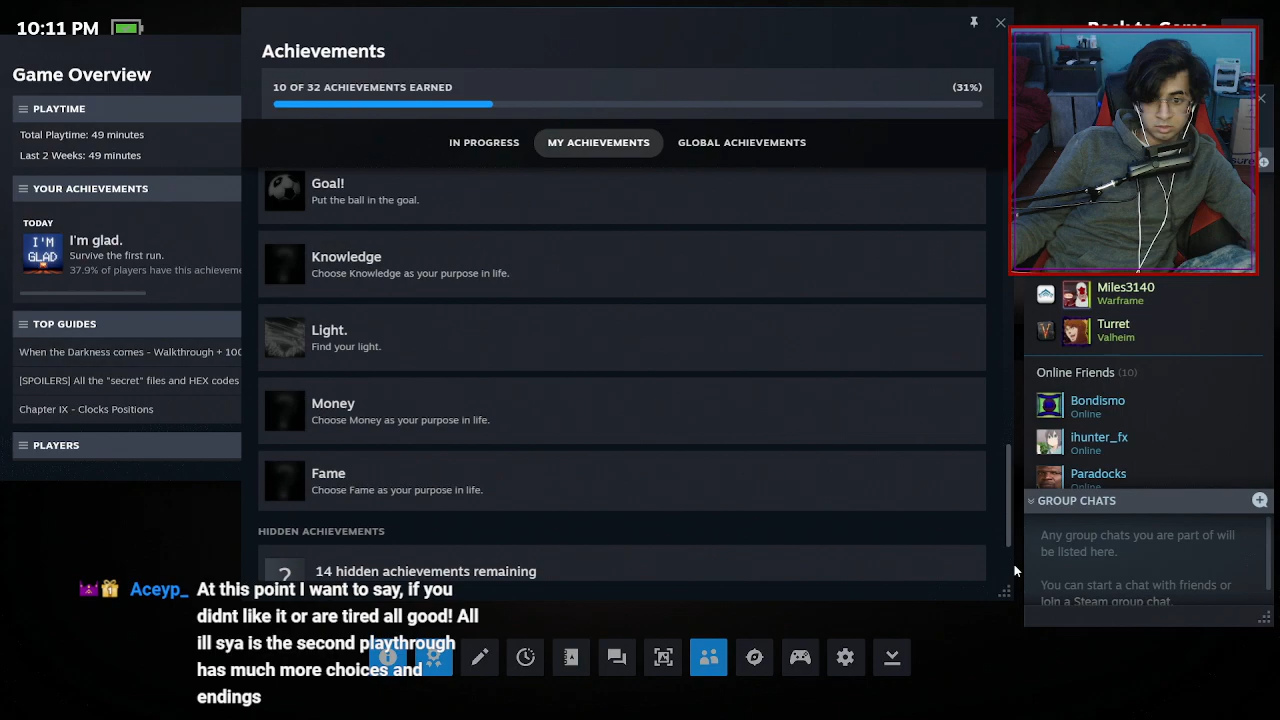 10:11 PM
Game Overview
PLAYTIME
Total Playtime: 49 minutes
Last 2 Weeks: 49 minutes
YOUR ACHIEVEMENTS
TODAY
I'M GLAD
I'm glad.
Survive the first run.
37.9% of players have this achieveme
TOP GUIDES
When the Darkness comes - Walkthrough + 100
[SPOILERS] All the "secret" files and HEX codes
Chapter IX - Clocks Positions
PLAYERS
Achievements
10 OF 32 ACHIEVEMENTS EARNED
(31%)
IN PROGRESS
MY ACHIEVEMENTS
GLOBAL ACHIEVEMENTS
Goal!
Put the ball in the goal.
Knowledge
Choose Knowledge as your purpose in life.
Light.
Find your light.
Money
Choose Money as your purpose in life.
Fame
Choose Fame as your purpose in life.
HIDDEN ACHIEVEMENTS
?
14 hidden achievements remaining
Back to Game
Miles3140
Warframe
Turret
Valheim
Online Friends (10)
Bondismo
Online
ihunter_fx
Online
Paradocks
Online
GROUP CHATS
Any group chats you are part of will
be listed here.
You can start a chat with friends or
join a Steam group chat.
Aceyp_ At this point I want to say, if you
didnt like it or are tired all good! All
ill sya is the second playthrough
has much more choices and
endings